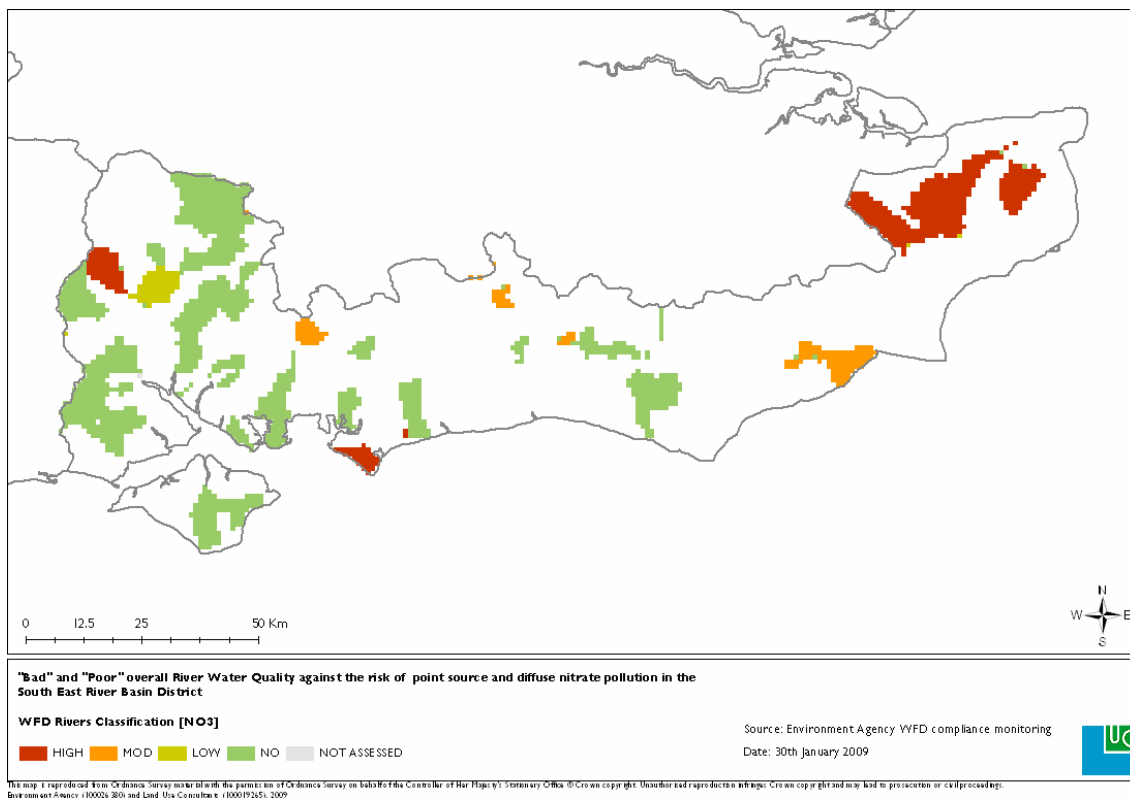 N
W E
S
0 12.5 25 50 Km
"Bad" and "Poor" overall River Water Quality against the risk of point source and diffuse nitrate pollution in the
South East River Basin District
WFD Rivers Classification [NO3]
HIGH MOD LOW NO NOT ASSESSED
Source: Environment Agency WFD compliance monitoring
Date: 30th January 2009
This map is reproduced from Ordnance Survey material with the permission of Ordnance Survey on behalf of the Controller of Her Majesty's Stationery Office © Crown copyright. Unauthorised reproduction infringes Crown copyright and may lead to prosecution or civil proceedings.
Environment Agency (100026380) and Land Use Consultants (100019265), 2009